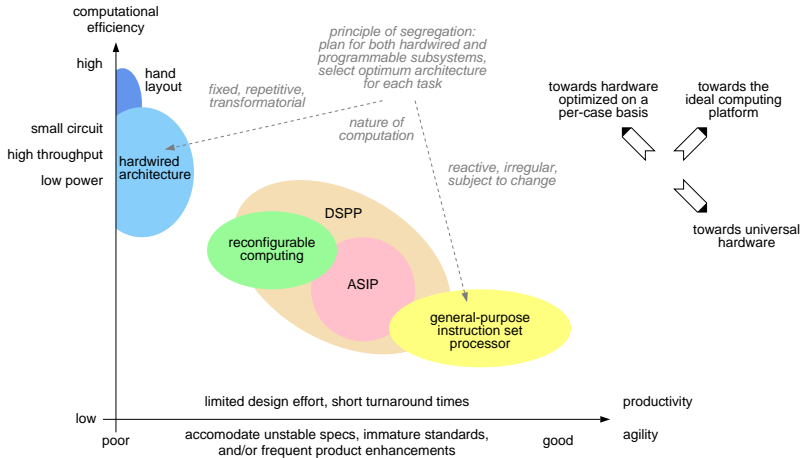 computational
efficiency
high
hand
layout
small circuit
high throughput
low power
hardwired
architecture
fixed, repetitive,
transformatorial
principle of segregation:
plan for both hardwired and
programmable subsystems,
select optimum architecture
for each task
nature of
computation
reactive, irregular,
subject to change
towards hardware
optimized on a
per-case basis
towards the
ideal computing
platform
towards universal
hardware
DSPP
reconfigurable
computing
ASIP
general-purpose
instruction set
processor
low
limited design effort, short turnaround times
productivity
poor
accomodate unstable specs, immature standards,
and/or frequent product enhancements
good
agility